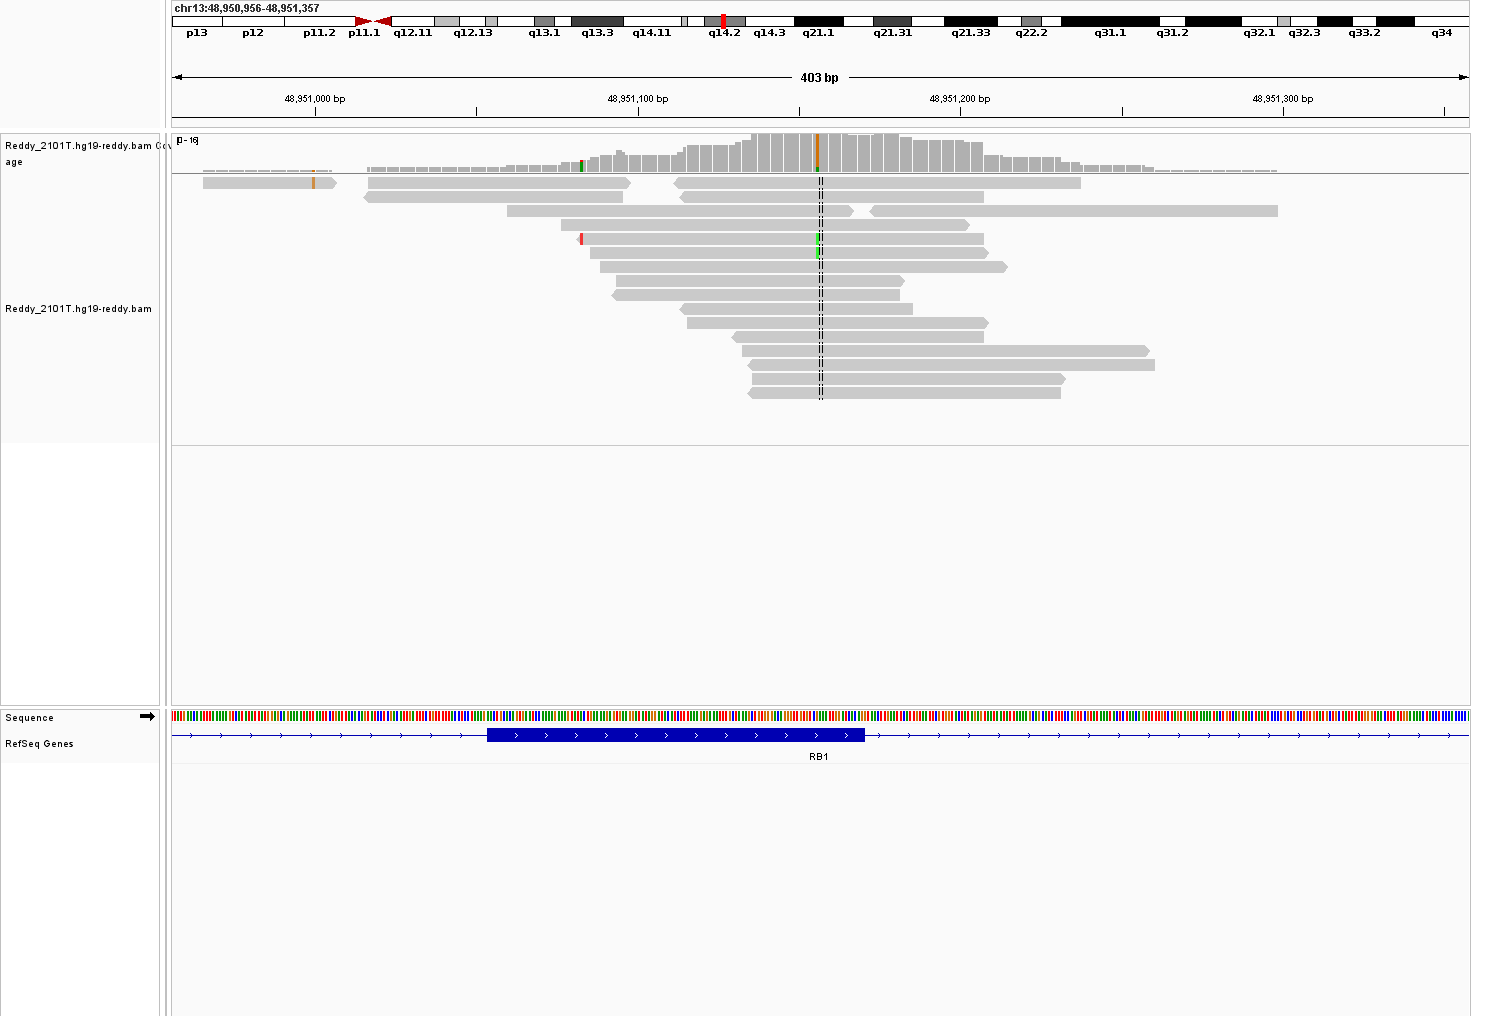 chr13:48,950,956-48,951,357
p13 p12 p11.2 p11.1 q12.11 q12.13 q13.1 q13.3 q14.11 q14.2 q14.3 q21.1 q21.31 q21.33 q22.2 q31.1 q31.2 q32.1 q32.3 q33.2 q34
403 bp
48,951,000 bp 48,951,100 bp 48,951,200 bp 48,951,300 bp
Reddy_2101T.hg19-reddy.bam Cov
age
[0 - 16]
Reddy_2101T.hg19-reddy.bam
Sequence
RefSeq Genes
RB1